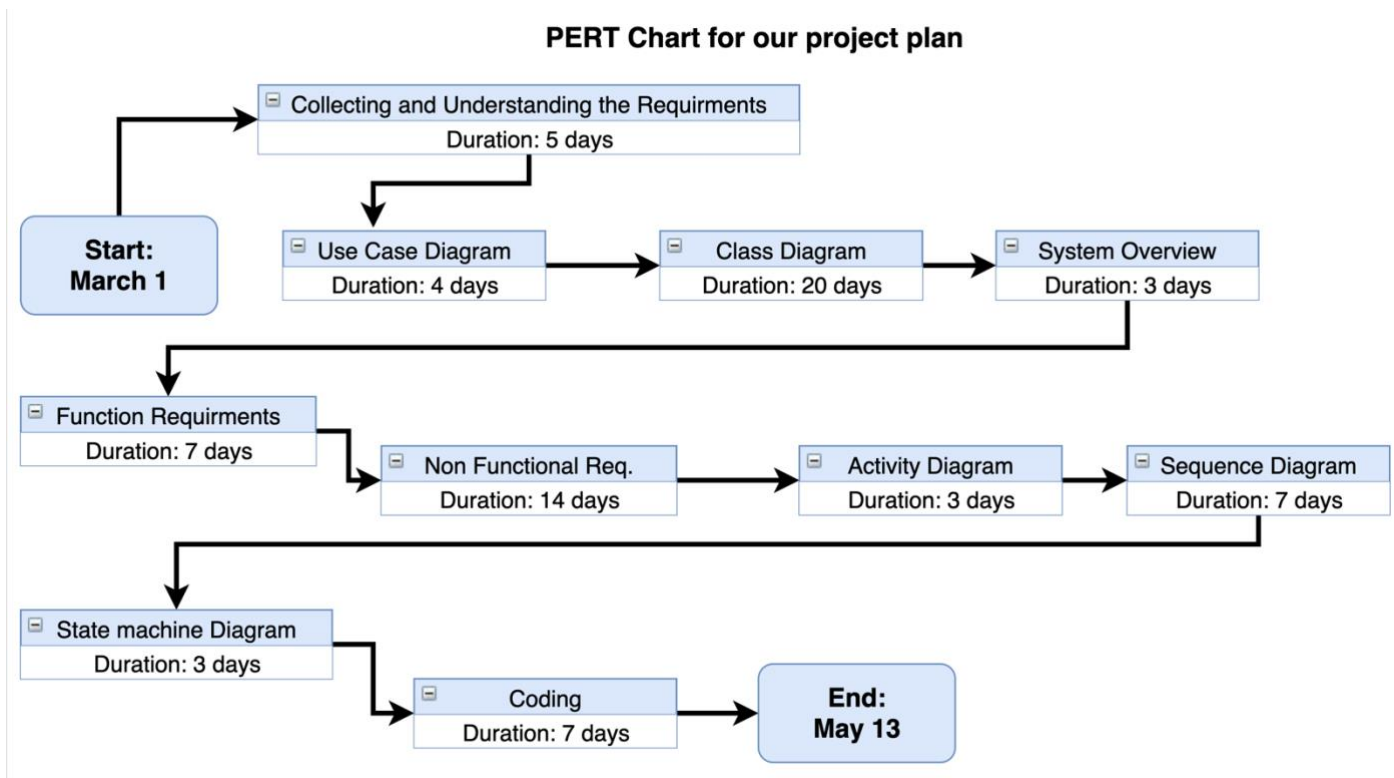 PERT Chart for our project plan
Collecting and Understanding the Requirments
Duration: 5 days
Start:
March 1
Use Case Diagram
Duration: 4 days
Class Diagram
Duration: 20 days
System Overview
Duration: 3 days
Function Requirments
Duration: 7 days
Non Functional Req.
Duration: 14 days
Activity Diagram
Duration: 3 days
Sequence Diagram
Duration: 7 days
State machine Diagram
Duration: 3 days
Coding
Duration: 7 days
End:
May 13